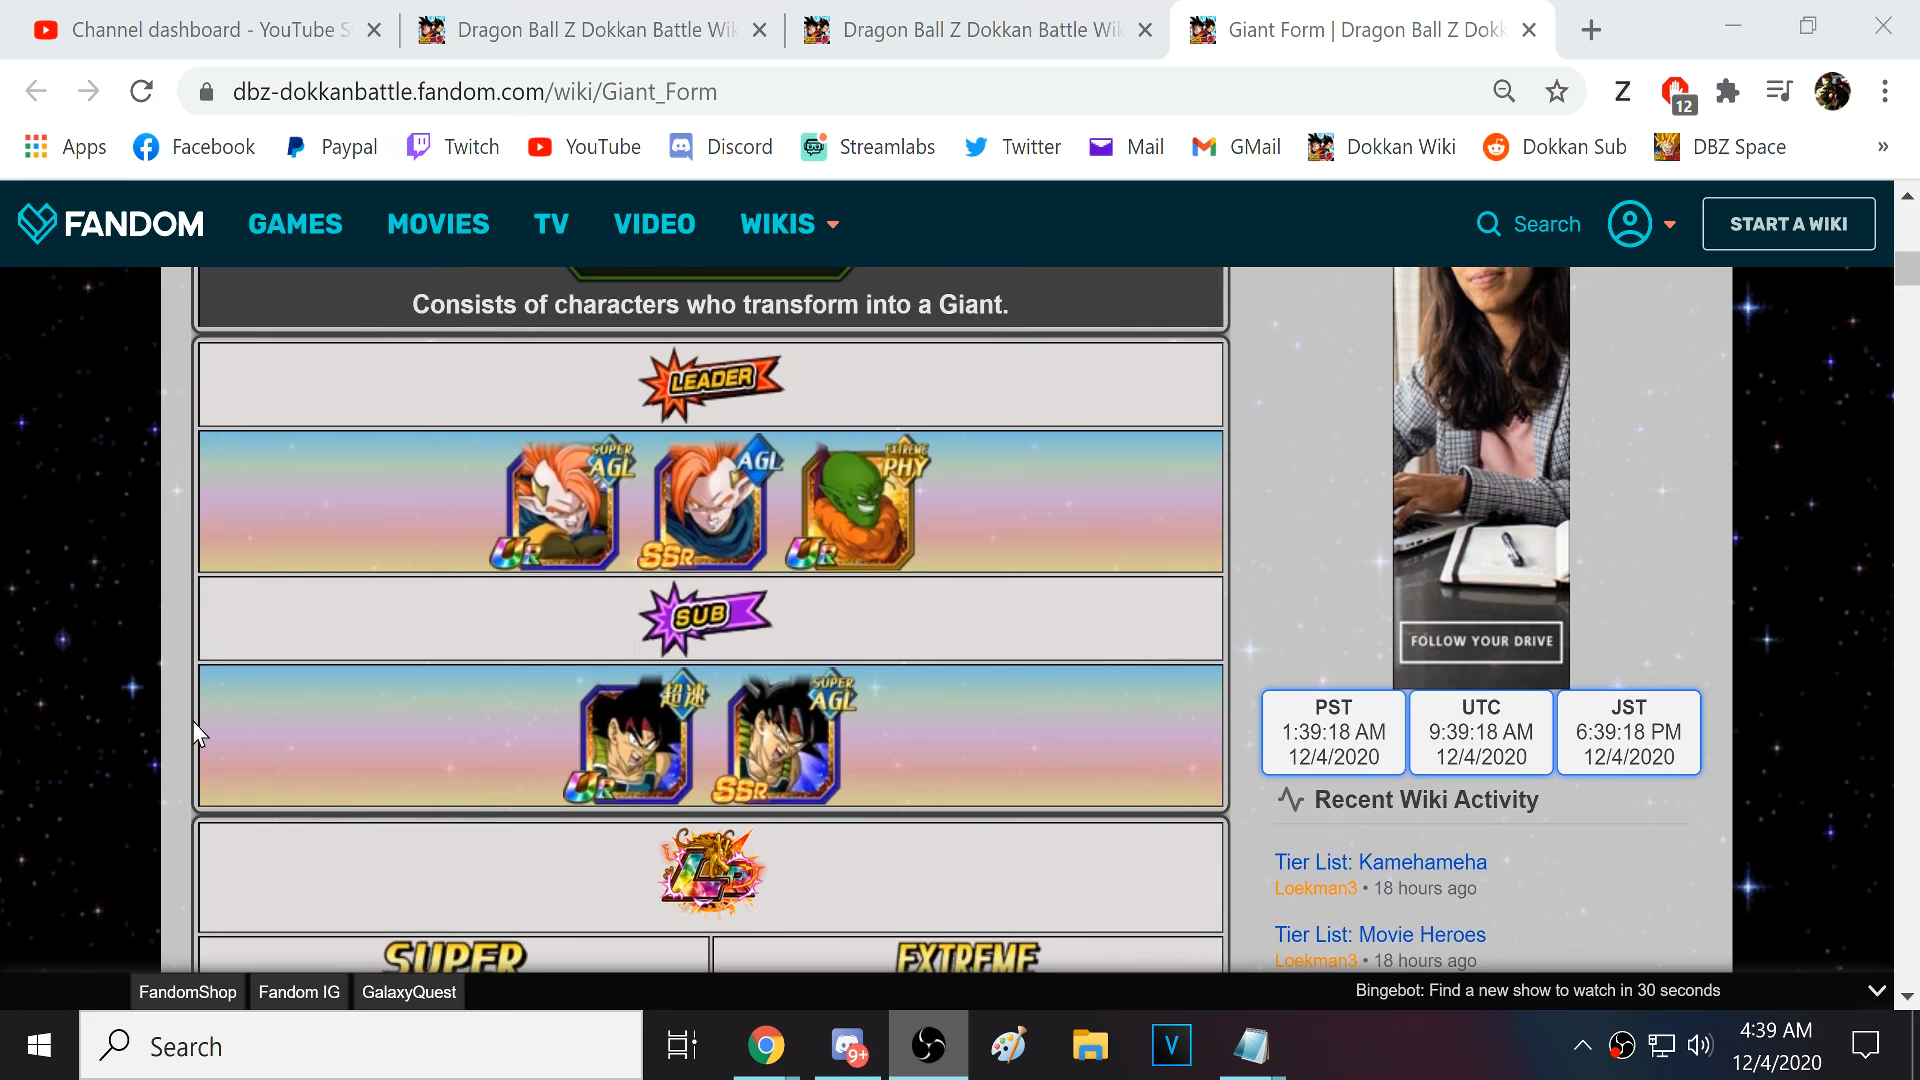 Channel dashboard - YouTube S
Dragon Ball Z Dokkan Battle Wik
Dragon Ball Z Dokkan Battle Wik
Giant Form | Dragon Ball Z Dokk
dbz-dokkanbattle.fandom.com/wiki/Giant_Form
Z
12
Apps
Facebook
Paypal
Twitch
YouTube
Discord
Streamlabs
Twitter
Mail
GMail
Dokkan Wiki
Dokkan Sub
DBZ Space
»
FANDOM
GAMES
MOVIES
TV
VIDEO
WIKIS
Search
START A WIKI
Consists of characters who transform into a Giant.
LEADER
SUPER AGL
UR
AGL
SSR
EXTREME PHY
UR
SUB
超速
UR
SUPER AGL
SSR
LR
SUPER
EXTREME
FOLLOW YOUR DRIVE
PST
1:39:18 AM
12/4/2020
UTC
9:39:18 AM
12/4/2020
JST
6:39:18 PM
12/4/2020
Recent Wiki Activity
Tier List: Kamehameha
Loekman3 • 18 hours ago
Tier List: Movie Heroes
Loekman3 • 18 hours ago
FandomShop
Fandom IG
GalaxyQuest
Bingebot: Find a new show to watch in 30 seconds
Search
9+
V
4:39 AM
12/4/2020